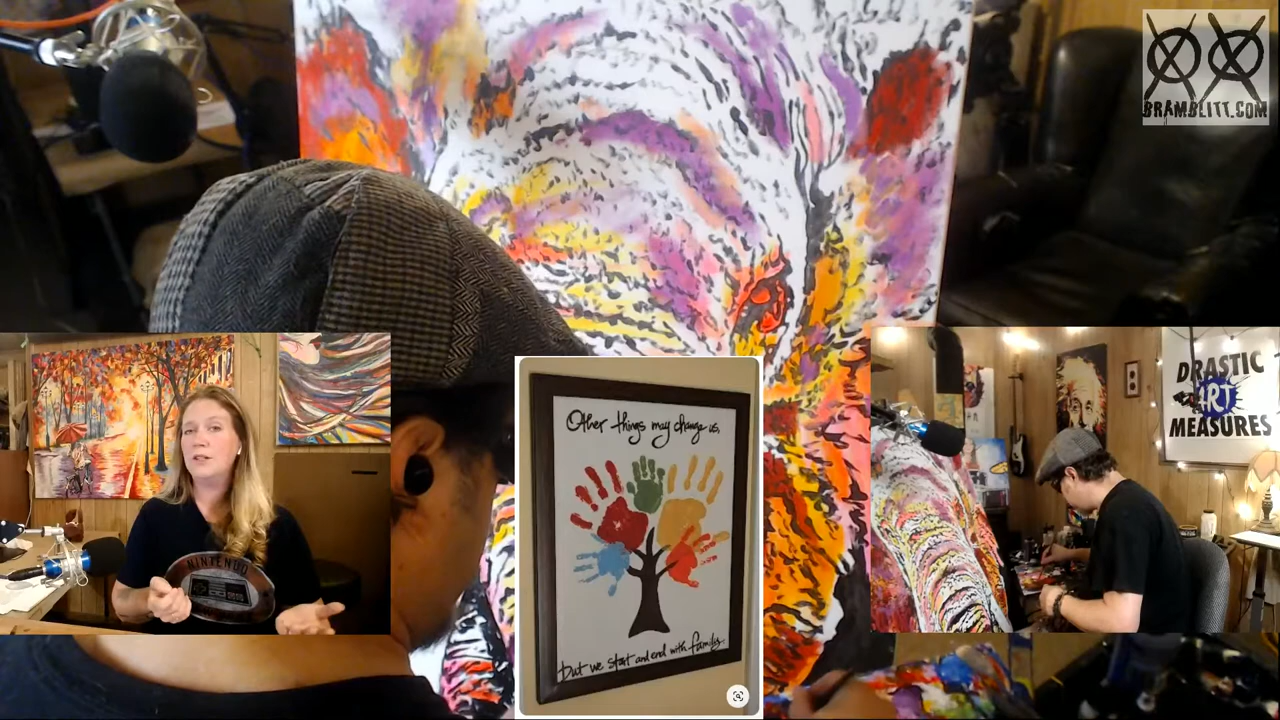 BRAMBLITT.COM
DRASTIC
ART
MEASURES
Other things may change us,
but we start and end with family.
NINTENDO